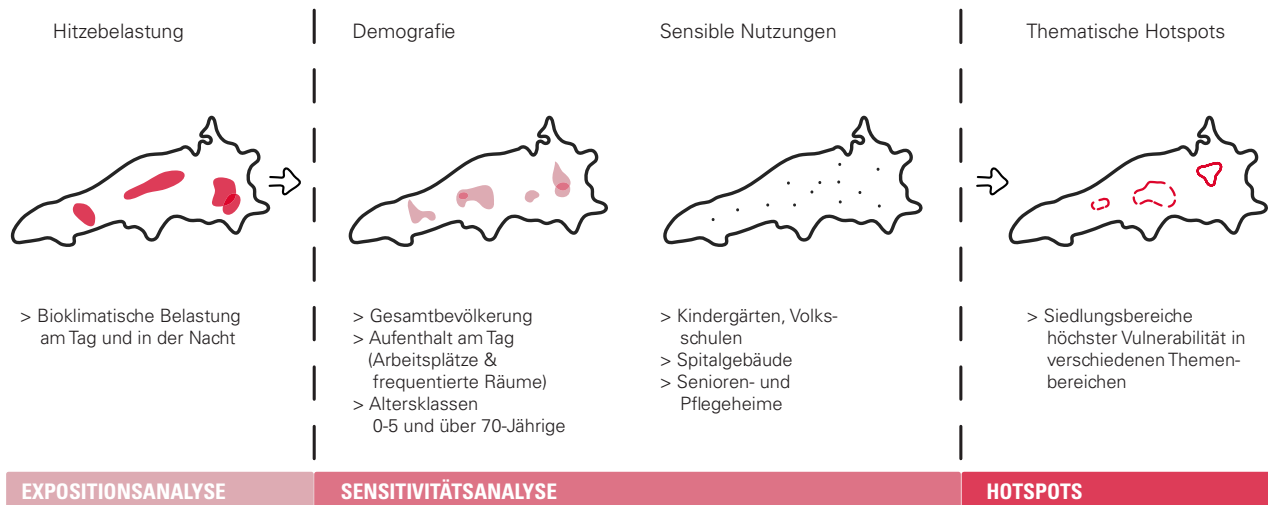 Hitzebelastung
Demografie
Sensible Nutzungen
Thematische Hotspots
> Bioklimatische Belastung
am Tag und in der Nacht
> Gesamtbevölkerung
> Aufenthalt am Tag
(Arbeitsplätze &
frequentierte Räume)
> Altersklassen
0-5 und über 70-Jährige
> Kindergärten, Volks-
schulen
> Spitalgebäude
> Senioren- und
Pflegeheime
> Siedlungsbereiche
höchster Vulnerabilität in
verschiedenen Themen-
bereichen
EXPOSITIONSANALYSE
SENSITIVITÄTSANALYSE
HOTSPOTS